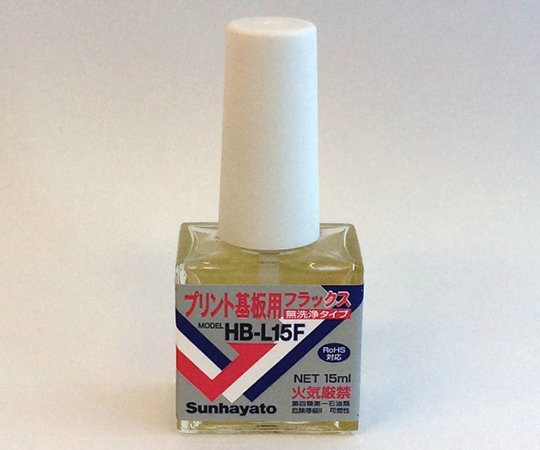 プリント基板用フラックス
無洗浄タイプ
MODEL HB-L15F
RoHS
対応
NET 15ml
火気厳禁
第四類第一石油類
危険等級II 可燃性
Sunhayato